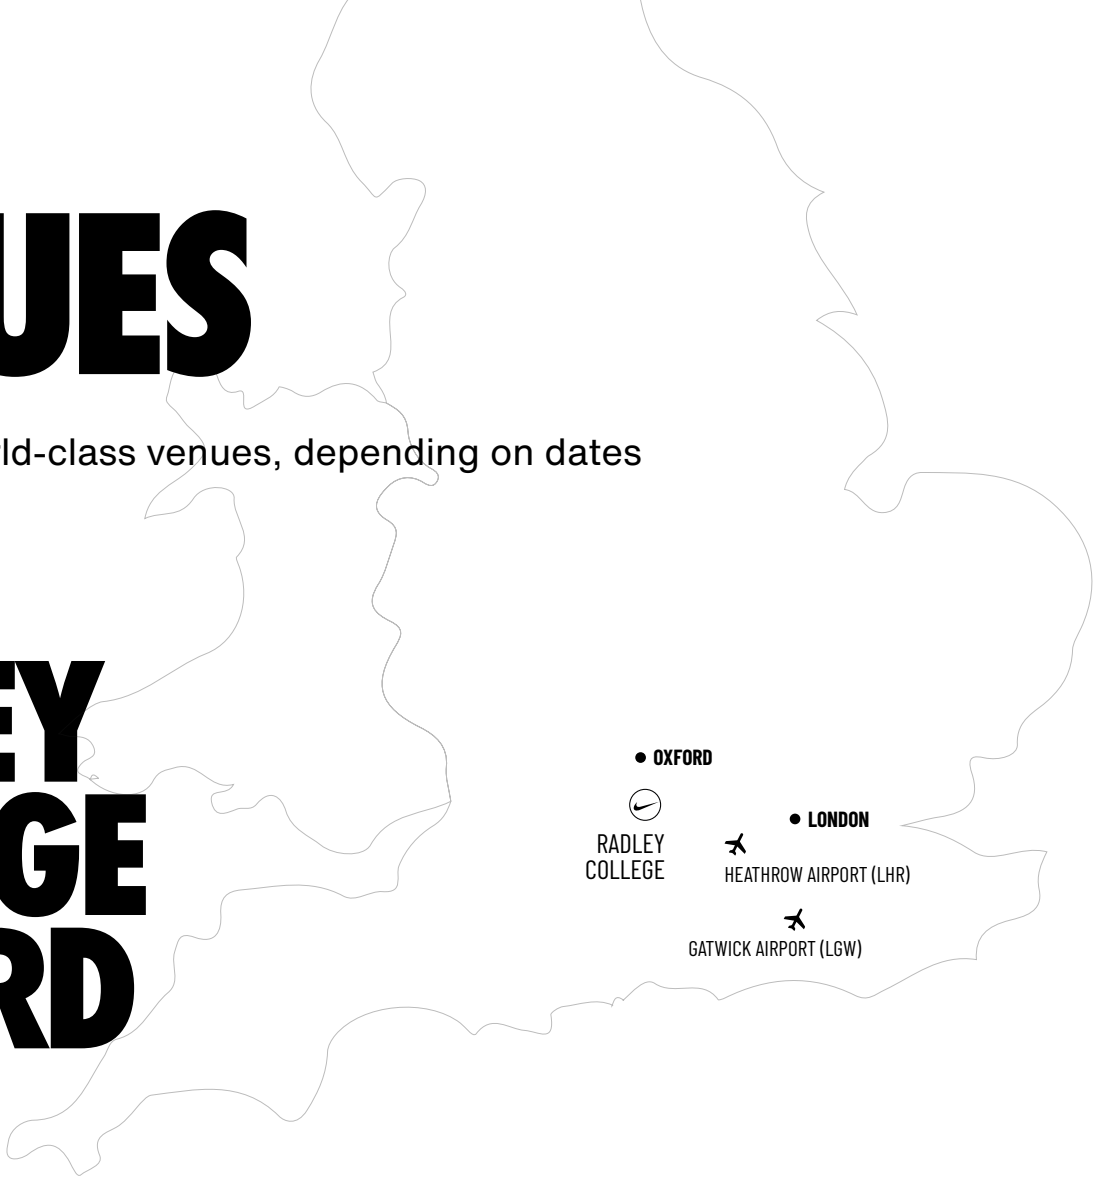 UES
ld-class venues, depending on dates
EY
GE
RD
OXFORD
RADLEY
COLLEGE
LONDON
HEATHROW AIRPORT (LHR)
GATWICK AIRPORT (LGW)